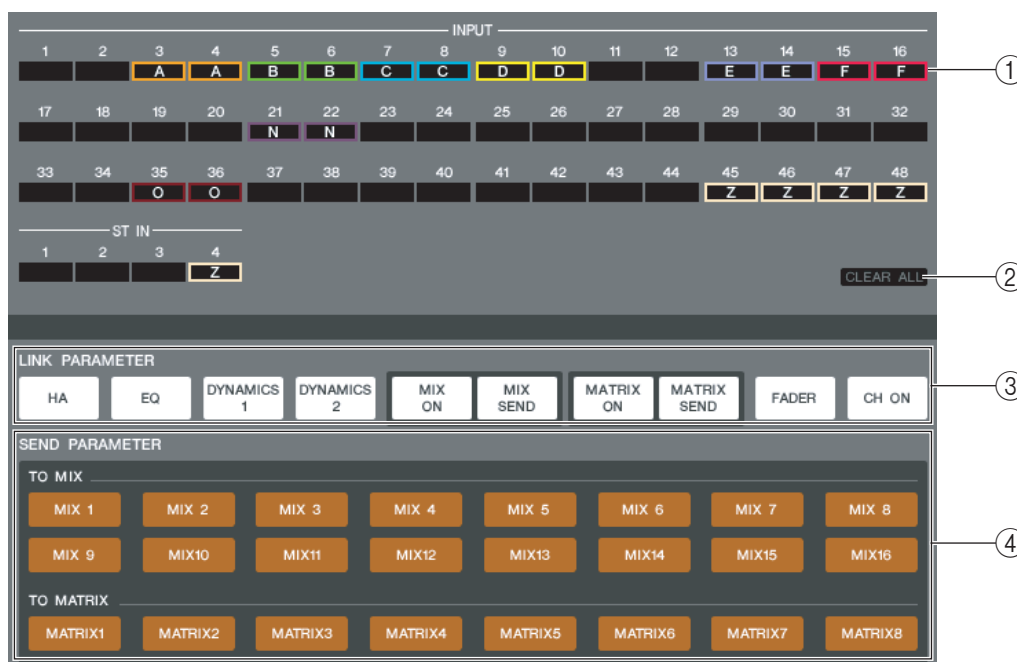 INPUT
1 2 3 4 5 6 7 8 9 10 11 12 13 14 15 16
A A B B C C D D E E F F
①
17 18 19 20 21 22 23 24 25 26 27 28 29 30 31 32
N N
33 34 35 36 37 38 39 40 41 42 43 44 45 46 47 48
O O Z Z Z Z
ST IN
1 2 3 4
Z
CLEAR ALL
②
LINK PARAMETER
HA EQ DYNAMICS 1 DYNAMICS 2 MIX ON MIX SEND MATRIX ON MATRIX SEND FADER CH ON
③
SEND PARAMETER
TO MIX
MIX 1 MIX 2 MIX 3 MIX 4 MIX 5 MIX 6 MIX 7 MIX 8
MIX 9 MIX10 MIX11 MIX12 MIX13 MIX14 MIX15 MIX16
④
TO MATRIX
MATRIX1 MATRIX2 MATRIX3 MATRIX4 MATRIX5 MATRIX6 MATRIX7 MATRIX8